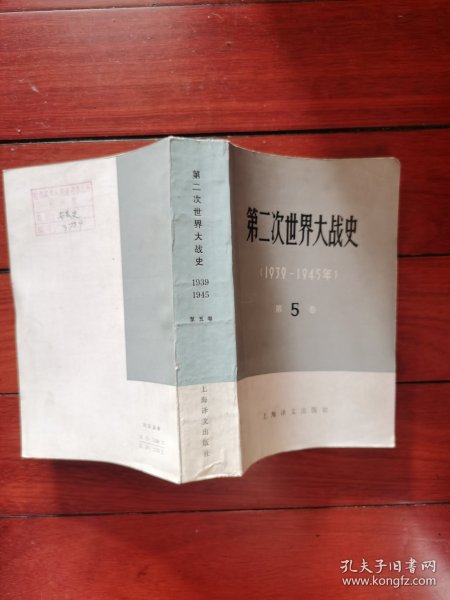 第二次世界大战史
(1939-1945年)
第5卷
上海译文出版社
第二次世界大战史
1939
1945
第五卷
上海译文出版社
孔夫子旧书网
www.kongfz.com